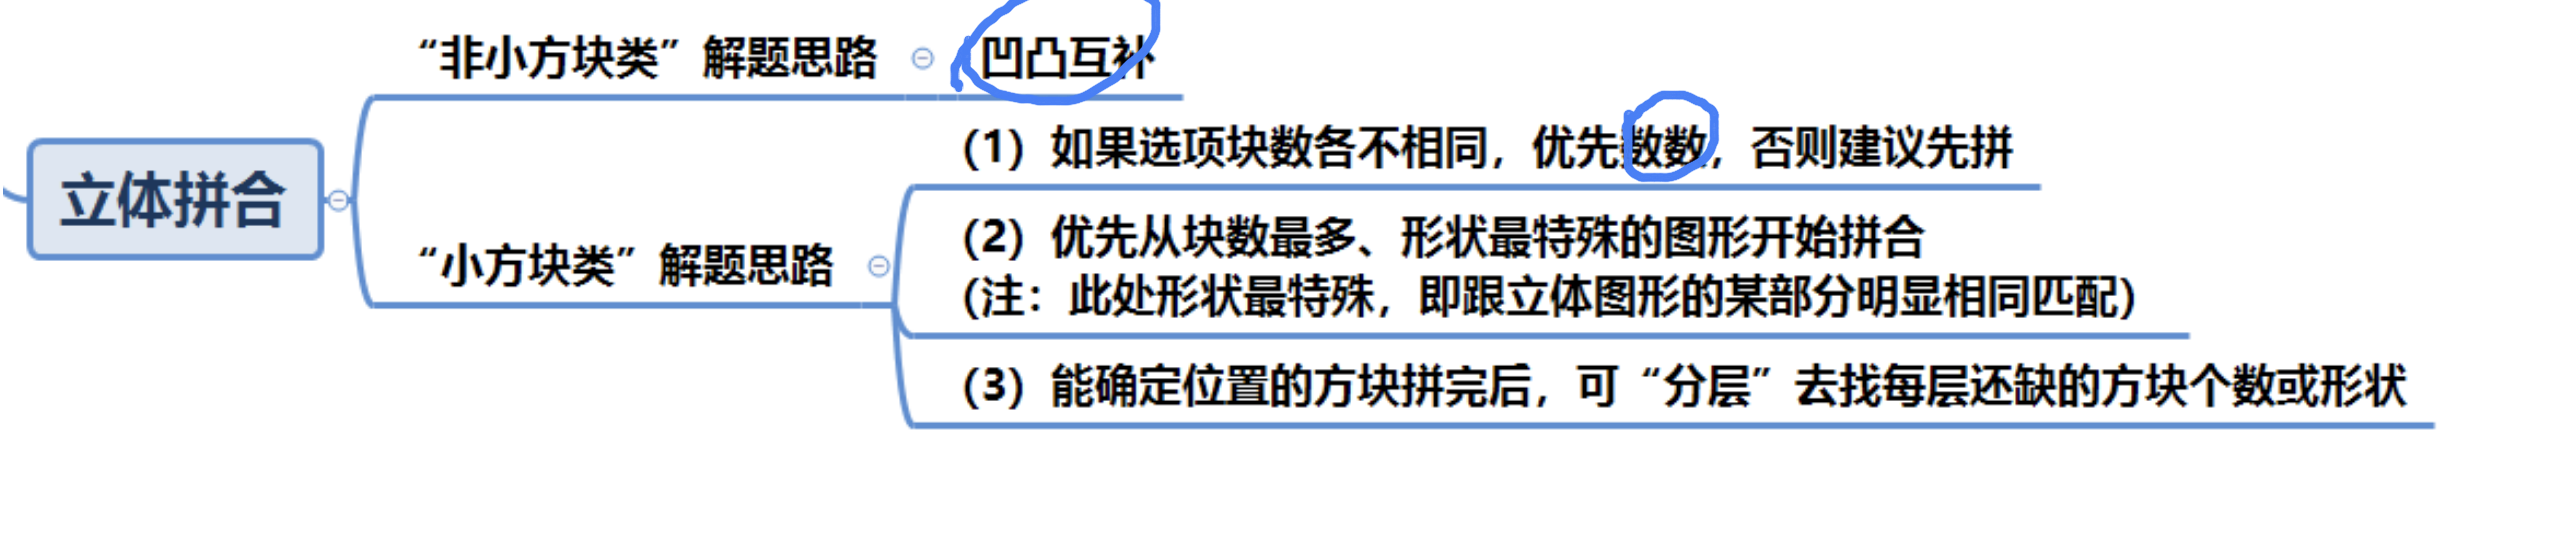 立体拼合
“非小方块类”解题思路
凹凸互补
“小方块类”解题思路
（1）如果选项块数各不相同，优先数数，否则建议先拼
（2）优先从块数最多、形状最特殊的图形开始拼合
(注：此处形状最特殊，即跟立体图形的某部分明显相同匹配)
（3）能确定位置的方块拼完后，可“分层”去找每层还缺的方块个数或形状